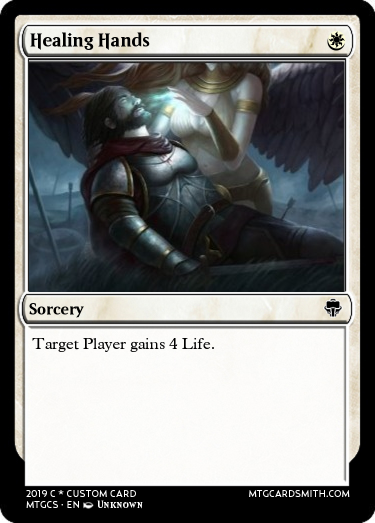 Healing Hands
Sorcery
Target Player gains 4 Life.
2019 C * CUSTOM CARD
MTGCS · EN Unknown
MTGCARDSMITH.COM